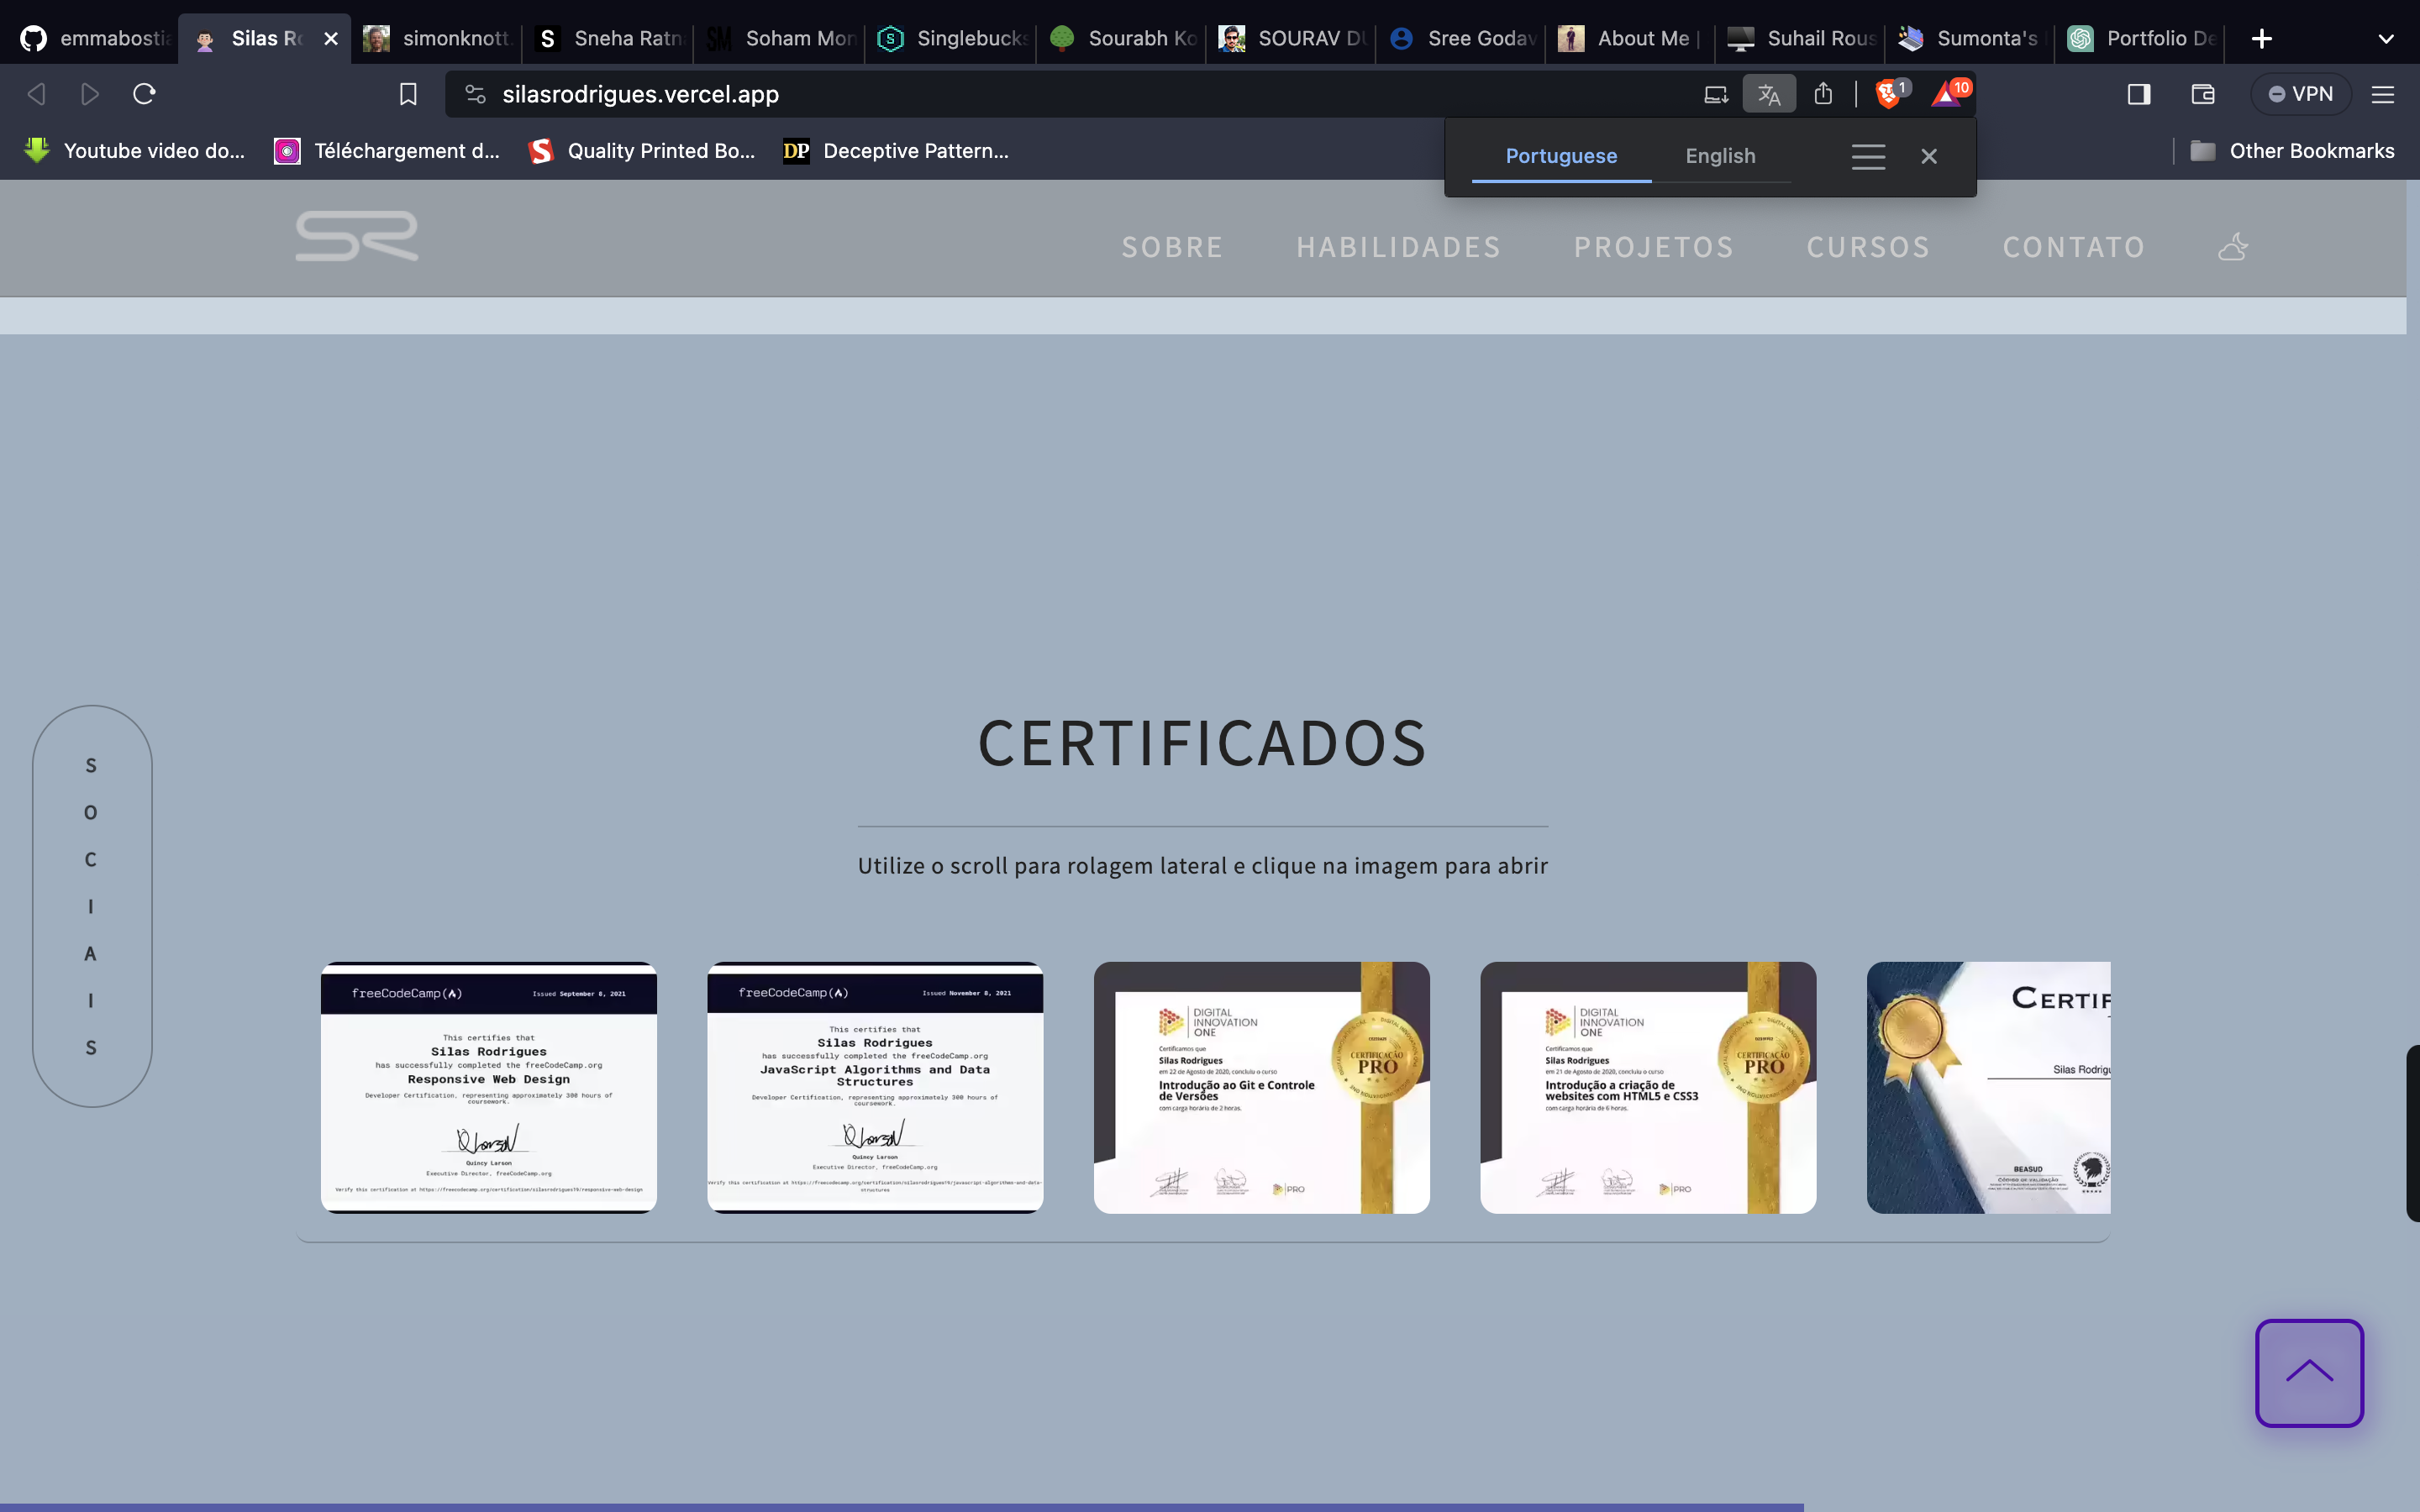 emmabostia
Silas Ro
simonknott.
Sneha Ratn
Soham Mon
Singlebucks
Sourabh Ko
SOURAV DU
Sree Godav
About Me |
Suhail Rous
Sumonta's
Portfolio De
silasrodrigues.vercel.app
1
10
VPN
Youtube video do...
Téléchargement d...
Quality Printed Bo...
DP
Deceptive Pattern...
Other Bookmarks
Portuguese
English
SR
SOBRE
HABILIDADES
PROJETOS
CURSOS
CONTATO
S
O
C
I
A
I
S
CERTIFICADOS
Utilize o scroll para rolagem lateral e clique na imagem para abrir
freeCodeCamp
Issued September 8, 2021
This certifies that
Silas Rodrigues
has successfully completed the freeCodeCamp.org
Responsive Web Design
Developer Certification, representing approximately 300 hours of
coursework.
Quincy Larson
Executive Director, freeCodeCamp.org
Verify this certification at https://freecodecamp.org/certification/silasrodrigues19/responsive-web-design
freeCodeCamp
Issued November 8, 2021
This certifies that
Silas Rodrigues
has successfully completed the freeCodeCamp.org
JavaScript Algorithms and Data
Structures
Developer Certification, representing approximately 300 hours of
coursework.
Quincy Larson
Executive Director, freeCodeCamp.org
Verify this certification at https://freecodecamp.org/certification/silasrodrigues19/javascript-algorithms-and-data-
structures
DIGITAL
INNOVATION
ONE
Certificamos que
Silas Rodrigues
em 22 de Agosto de 2020, concluiu o curso
Introdução ao Git e Controle
de Versões
com carga horária de 2 horas.
CERTIFICAÇÃO
PRO
PRO
DIGITAL
INNOVATION
ONE
Certificamos que
Silas Rodrigues
em 21 de Agosto de 2020, concluiu o curso
Introdução a criação de
websites com HTML5 e CSS3
com carga horária de 6 horas.
CERTIFICAÇÃO
PRO
PRO
CERTIF
Silas Rodrigu
BEASUD
CÓDIGO DE VALIDAÇÃO